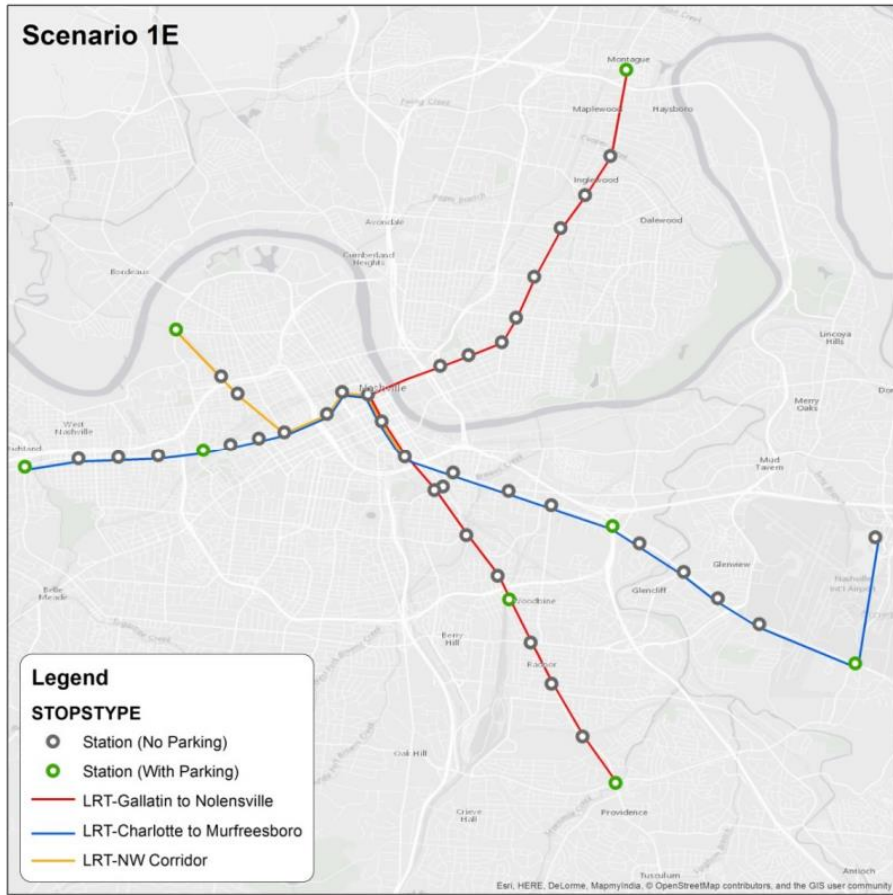 Scenario 1E
Montague
Maplewood
Haysboro
Inglewood
Dalewood
Avondale
Cumberland
Heights
Bordeaux
Lincoya
Hills
Nashville
West
Nashville
Merry
Oaks
Mud
Tavern
Glenview
Nashville
Int'l Airport
Glencliff
Woodbine
Belle
Meade
Berry
Hill
Radnor
Oak Hill
Crieve
Hall
Providence
Tusculum
Antioch
Legend
STOPSTYPE
Station (No Parking)
Station (With Parking)
LRT-Gallatin to Nolensville
LRT-Charlotte to Murfreesboro
LRT-NW Corridor
Esri, HERE, DeLorme, MapmyIndia, © OpenStreetMap contributors, and the GIS user community